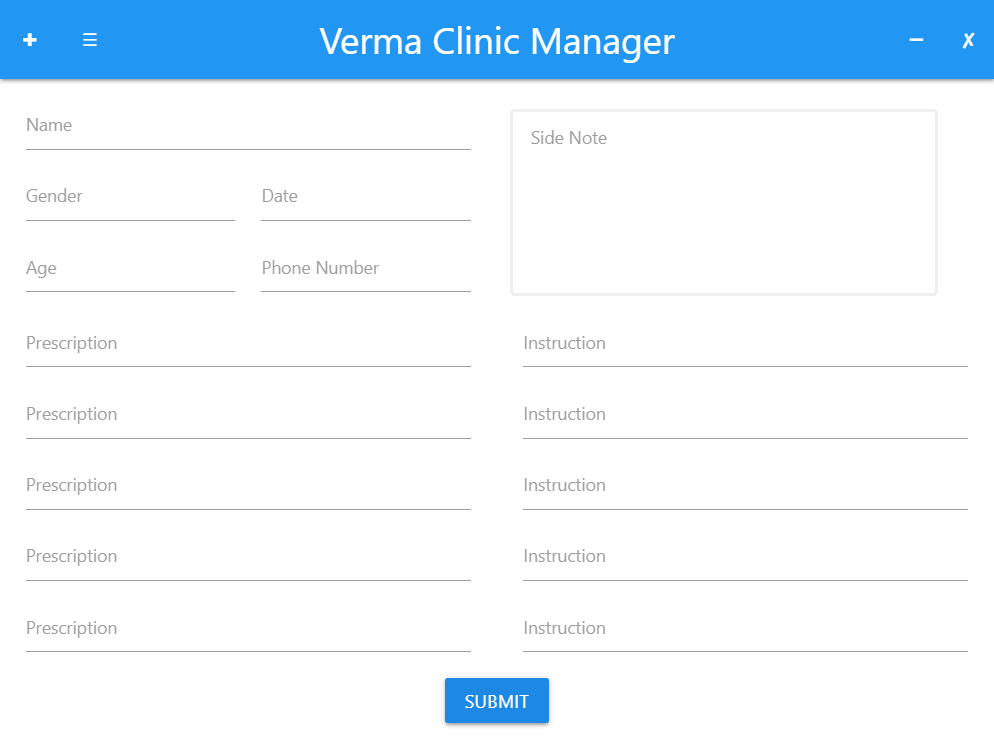 Verma Clinic Manager
Name
Side Note
Gender Date
Age Phone Number
Prescription Instruction
Prescription Instruction
Prescription Instruction
Prescription Instruction
Prescription Instruction
SUBMIT